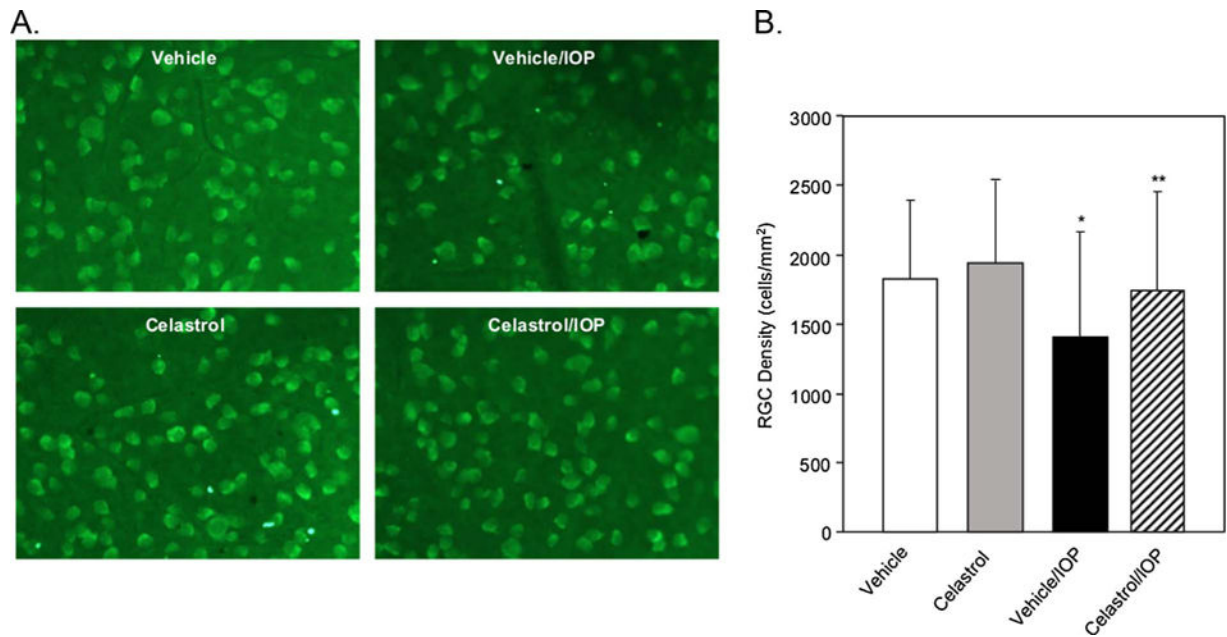 A.
Vehicle
Vehicle/IOP
Celastrol
Celastrol/IOP
B.
RGC Density (cells/mm²)
3000
2500
2000
1500
1000
500
0
*
**
Vehicle
Celastrol
Vehicle/IOP
Celastrol/IOP